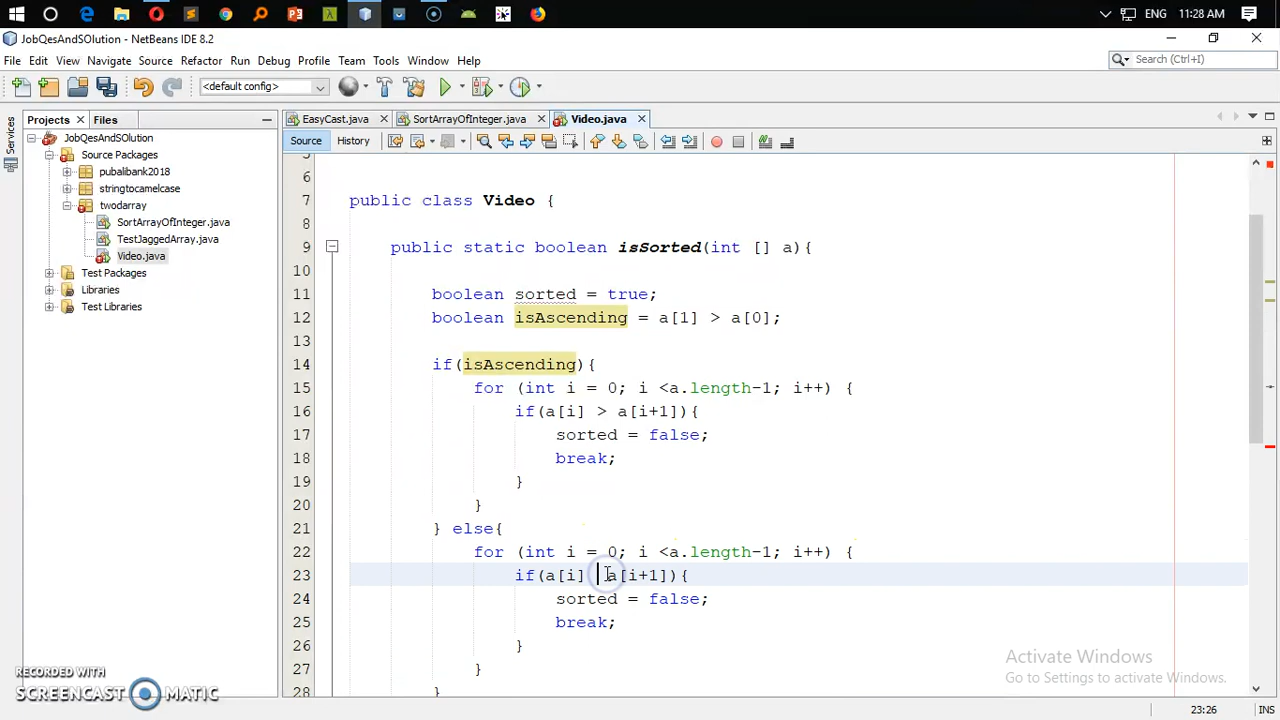 ENG 11:28 AM
JobQesAndSOlution - NetBeans IDE 8.2
File Edit View Navigate Source Refactor Run Debug Profile Team Tools Window Help
Search (Ctrl+I)
<default config>
Services
Projects Files
EasyCast.java SortArrayOfInteger.java Video.java
JobQesAndSOlution
Source Packages
pubalibank2018
stringtocamelcase
twodarray
SortArrayOfInteger.java
TestJaggedArray.java
Video.java
Test Packages
Libraries
Test Libraries
Source History
5
6
7 public class Video {
8
9 public static boolean isSorted(int [] a){
10
11 boolean sorted = true;
12 boolean isAscending = a[1] > a[0];
13
14 if(isAscending){
15 for (int i = 0; i <a.length-1; i++) {
16 if(a[i] > a[i+1]){
17 sorted = false;
18 break;
19 }
20 }
21 } else{
22 for (int i = 0; i <a.length-1; i++) {
23 if(a[i] a[i+1]){
24 sorted = false;
25 break;
26 }
27 }
28 }
Activate Windows
Go to Settings to activate Windows.
RECORDED WITH
SCREENCAST MATIC
23:26 INS